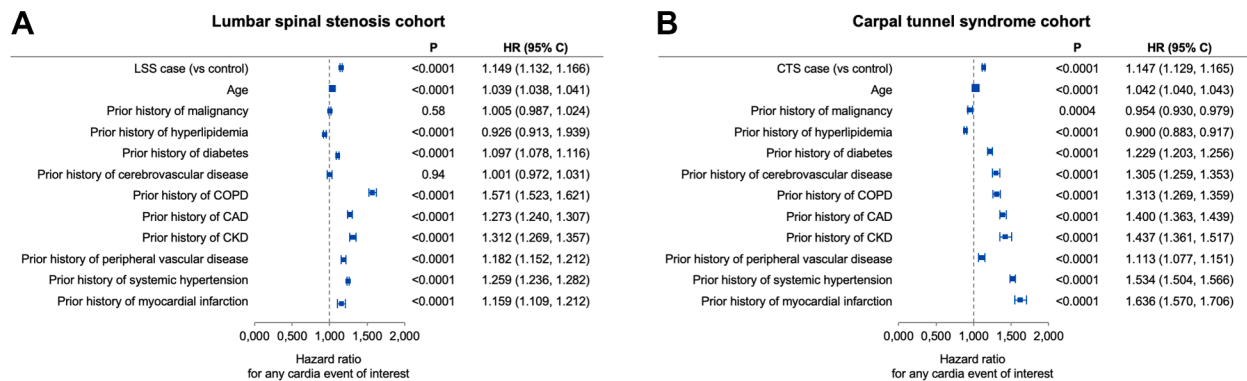 A
Lumbar spinal stenosis cohort
P HR (95% C)
LSS case (vs control) <0.0001 1.149 (1.132, 1.166)
Age <0.0001 1.039 (1.038, 1.041)
Prior history of malignancy 0.58 1.005 (0.987, 1.024)
Prior history of hyperlipidemia <0.0001 0.926 (0.913, 1.939)
Prior history of diabetes <0.0001 1.097 (1.078, 1.116)
Prior history of cerebrovascular disease 0.94 1.001 (0.972, 1.031)
Prior history of COPD <0.0001 1.571 (1.523, 1.621)
Prior history of CAD <0.0001 1.273 (1.240, 1.307)
Prior history of CKD <0.0001 1.312 (1.269, 1.357)
Prior history of peripheral vascular disease <0.0001 1.182 (1.152, 1.212)
Prior history of systemic hypertension <0.0001 1.259 (1.236, 1.282)
Prior history of myocardial infarction <0.0001 1.159 (1.109, 1.212)
0,000 0,500 1,000 1,500 2,000
Hazard ratio
for any cardia event of interest
B
Carpal tunnel syndrome cohort
P HR (95% C)
CTS case (vs control) <0.0001 1.147 (1.129, 1.165)
Age <0.0001 1.042 (1.040, 1.043)
Prior history of malignancy 0.0004 0.954 (0.930, 0.979)
Prior history of hyperlipidemia <0.0001 0.900 (0.883, 0.917)
Prior history of diabetes <0.0001 1.229 (1.203, 1.256)
Prior history of cerebrovascular disease <0.0001 1.305 (1.259, 1.353)
Prior history of COPD <0.0001 1.313 (1.269, 1.359)
Prior history of CAD <0.0001 1.400 (1.363, 1.439)
Prior history of CKD <0.0001 1.437 (1.361, 1.517)
Prior history of peripheral vascular disease <0.0001 1.113 (1.077, 1.151)
Prior history of systemic hypertension <0.0001 1.534 (1.504, 1.566)
Prior history of myocardial infarction <0.0001 1.636 (1.570, 1.706)
0,000 0,500 1,000 1,500 2,000
Hazard ratio
for any cardia event of interest